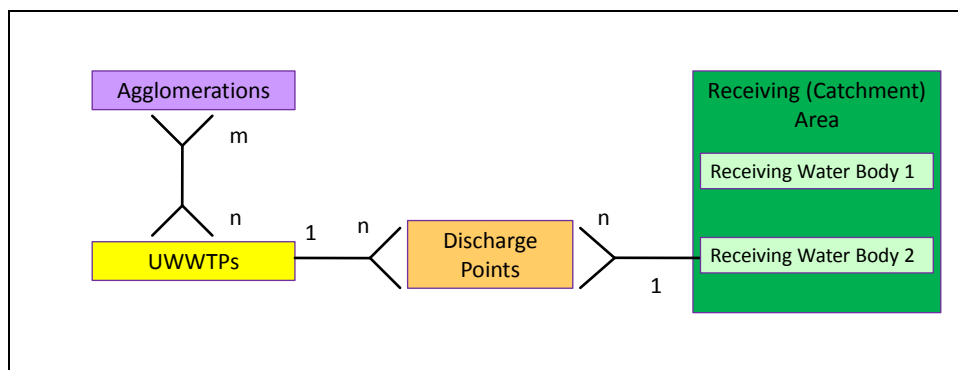 Agglomerations
m
n
UWWTPs
1
n
Discharge
Points
n
1
Receiving (Catchment)
Area
Receiving Water Body 1
Receiving Water Body 2